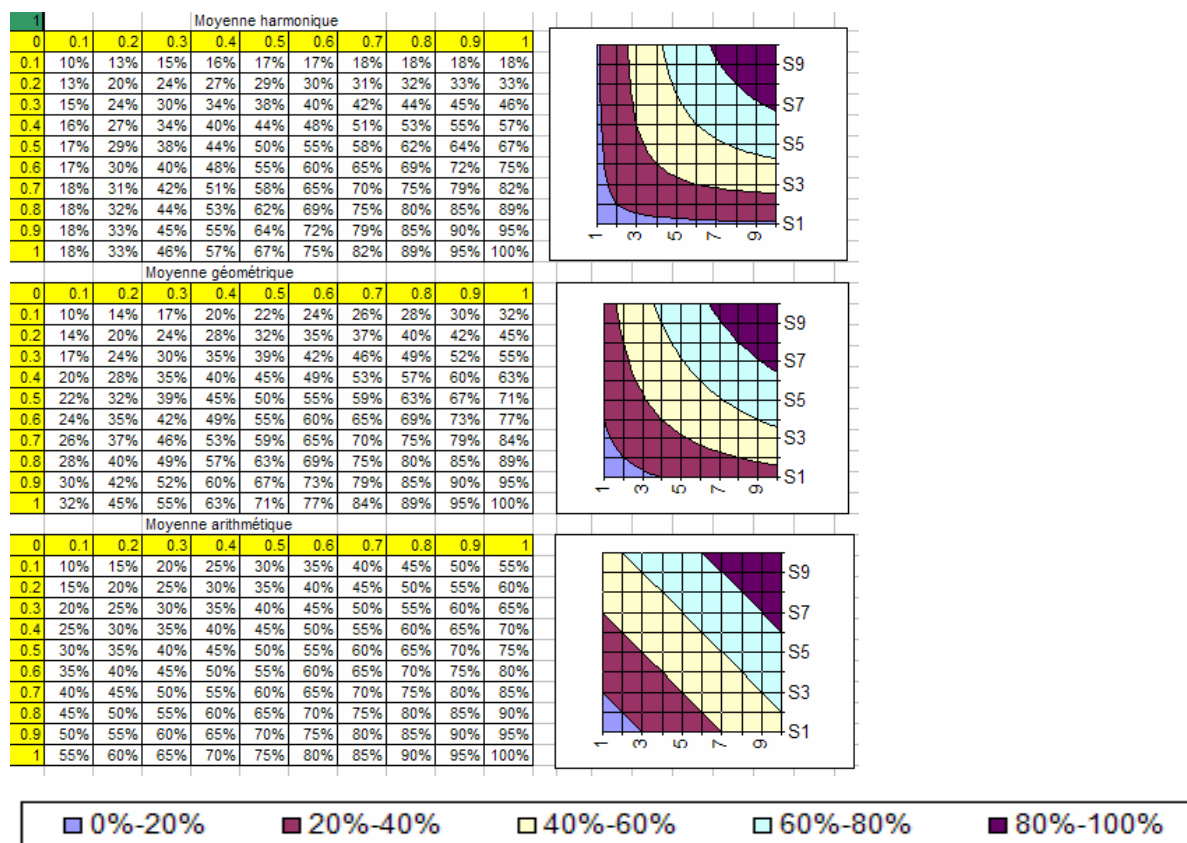 1 Moyenne harmonique
0 0.1 0.2 0.3 0.4 0.5 0.6 0.7 0.8 0.9 1
0.1 10% 13% 15% 16% 17% 17% 18% 18% 18% 18%
0.2 13% 20% 24% 27% 29% 30% 31% 32% 33% 33%
0.3 15% 24% 30% 34% 38% 40% 42% 44% 45% 46%
0.4 16% 27% 34% 40% 44% 48% 51% 53% 55% 57%
0.5 17% 29% 38% 44% 50% 55% 58% 62% 64% 67%
0.6 17% 30% 40% 48% 55% 60% 65% 69% 72% 75%
0.7 18% 31% 42% 51% 58% 65% 70% 75% 79% 82%
0.8 18% 32% 44% 53% 62% 69% 75% 80% 85% 89%
0.9 18% 33% 45% 55% 64% 72% 79% 85% 90% 95%
1 18% 33% 46% 57% 67% 75% 82% 89% 95% 100%
S9
S7
S5
S3
S1
1 3 5 7 9
Moyenne géométrique
0 0.1 0.2 0.3 0.4 0.5 0.6 0.7 0.8 0.9 1
0.1 10% 14% 17% 20% 22% 24% 26% 28% 30% 32%
0.2 14% 20% 24% 28% 32% 35% 37% 40% 42% 45%
0.3 17% 24% 30% 35% 39% 42% 46% 49% 52% 55%
0.4 20% 28% 35% 40% 45% 49% 53% 57% 60% 63%
0.5 22% 32% 39% 45% 50% 55% 59% 63% 67% 71%
0.6 24% 35% 42% 49% 55% 60% 65% 69% 73% 77%
0.7 26% 37% 46% 53% 59% 65% 70% 75% 79% 84%
0.8 28% 40% 49% 57% 63% 69% 75% 80% 85% 89%
0.9 30% 42% 52% 60% 67% 73% 79% 85% 90% 95%
1 32% 45% 55% 63% 71% 77% 84% 89% 95% 100%
S9
S7
S5
S3
S1
1 3 5 7 9
Moyenne arithmétique
0 0.1 0.2 0.3 0.4 0.5 0.6 0.7 0.8 0.9 1
0.1 10% 15% 20% 25% 30% 35% 40% 45% 50% 55%
0.2 15% 20% 25% 30% 35% 40% 45% 50% 55% 60%
0.3 20% 25% 30% 35% 40% 45% 50% 55% 60% 65%
0.4 25% 30% 35% 40% 45% 50% 55% 60% 65% 70%
0.5 30% 35% 40% 45% 50% 55% 60% 65% 70% 75%
0.6 35% 40% 45% 50% 55% 60% 65% 70% 75% 80%
0.7 40% 45% 50% 55% 60% 65% 70% 75% 80% 85%
0.8 45% 50% 55% 60% 65% 70% 75% 80% 85% 90%
0.9 50% 55% 60% 65% 70% 75% 80% 85% 90% 95%
1 55% 60% 65% 70% 75% 80% 85% 90% 95% 100%
S9
S7
S5
S3
S1
1 3 5 7 9
0%-20% 20%-40% 40%-60% 60%-80% 80%-100%